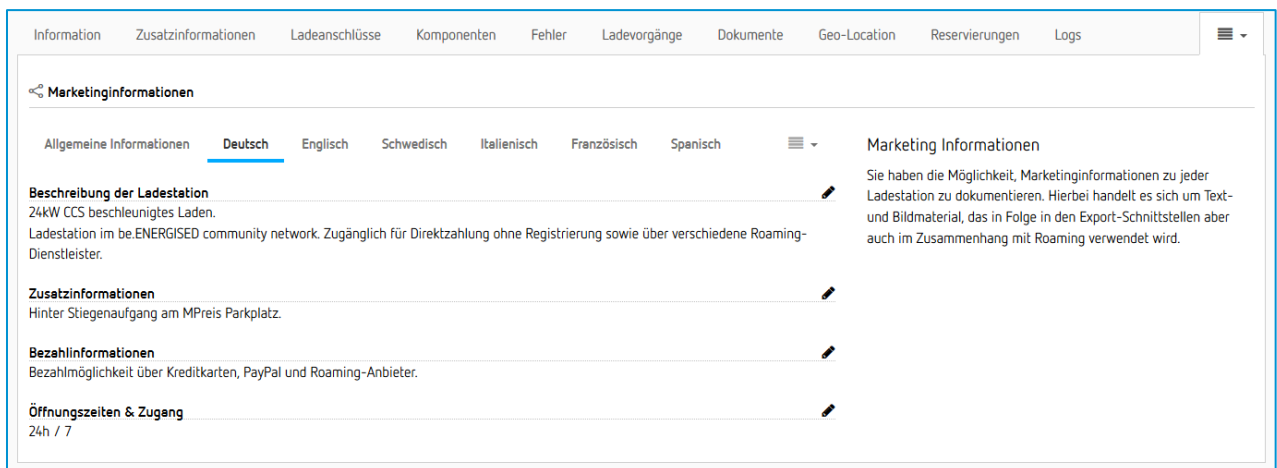 Information Zusatzinformationen Ladeanschlüsse Komponenten Fehler Ladevorgänge Dokumente Geo-Location Reservierungen Logs
Marketinginformationen
Allgemeine Informationen Deutsch Englisch Schwedisch Italienisch Französisch Spanisch
Beschreibung der Ladestation
24kW CCS beschleunigtes Laden.
Ladestation im be.ENERGISED community network. Zugänglich für Direktzahlung ohne Registrierung sowie über verschiedene Roaming-
Dienstleister.
Zusatzinformationen
Hinter Stiegenaufgang am MPreis Parkplatz.
Bezahlinformationen
Bezahlmöglichkeit über Kreditkarten, PayPal und Roaming-Anbieter.
Öffnungszeiten & Zugang
24h / 7
Marketing Informationen
Sie haben die Möglichkeit, Marketinginformationen zu jeder
Ladestation zu dokumentieren. Hierbei handelt es sich um Text-
und Bildmaterial, das in Folge in den Export-Schnittstellen aber
auch im Zusammenhang mit Roaming verwendet wird.